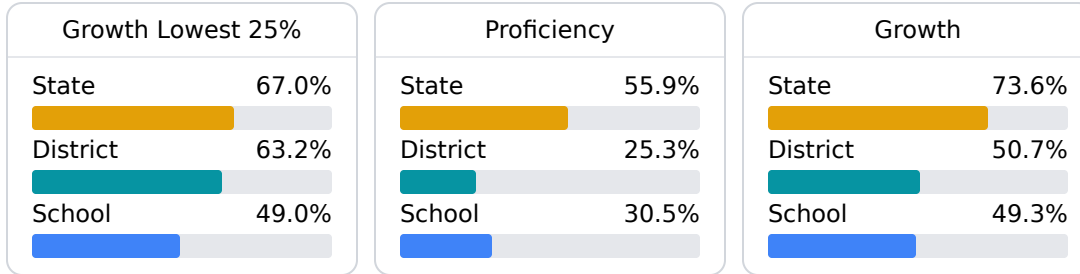 Growth Lowest 25%
State 67.0%
District 63.2%
School 49.0%
Proficiency
State 55.9%
District 25.3%
School 30.5%
Growth
State 73.6%
District 50.7%
School 49.3%